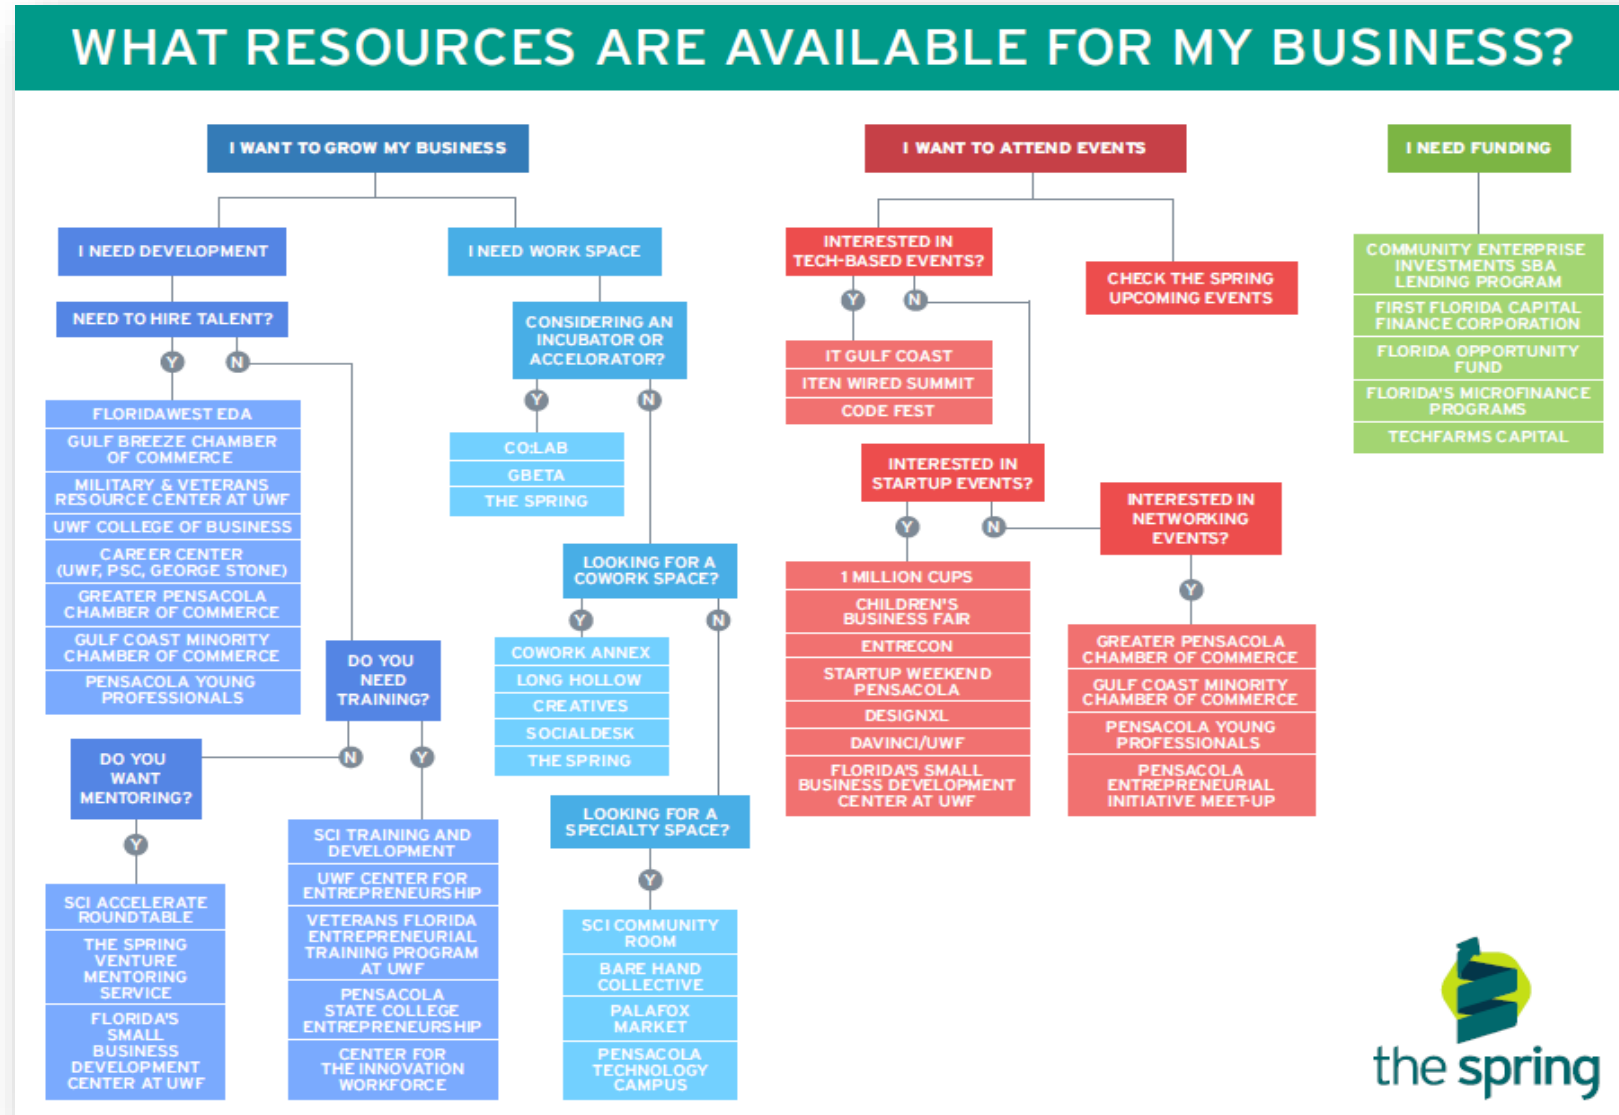 WHAT RESOURCES ARE AVAILABLE FOR MY BUSINESS?
I WANT TO GROW MY BUSINESS
I NEED DEVELOPMENT
NEED TO HIRE TALENT?
Y
N
FLORIDAWEST EDA
GULF BREEZE CHAMBER
OF COMMERCE
MILITARY & VETERANS
RESOURCE CENTER AT UWF
UWF COLLEGE OF BUSINESS
CAREER CENTER
(UWF, PSC, GEORGE STONE)
GREATER PENSACOLA
CHAMBER OF COMMERCE
GULF COAST MINORITY
CHAMBER OF COMMERCE
PENSACOLA YOUNG
PROFESSIONALS
DO YOU
NEED
TRAINING?
N
Y
DO YOU
WANT
MENTORING?
Y
SCI ACCELERATE
ROUNDTABLE
THE SPRING
VENTURE
MENTORING
SERVICE
FLORIDA'S
SMALL
BUSINESS
DEVELOPMENT
CENTER AT UWF
SCI TRAINING AND
DEVELOPMENT
UWF CENTER FOR
ENTREPRENEURSHIP
VETERANS FLORIDA
ENTREPRENEURIAL
TRAINING PROGRAM
AT UWF
PENSACOLA
STATE COLLEGE
ENTREPRENEURSHIP
CENTER FOR
THE INNOVATION
WORKFORCE
I NEED WORK SPACE
CONSIDERING AN
INCUBATOR OR
ACCELORATOR?
Y
N
CO:LAB
GBETA
THE SPRING
LOOKING FOR A
COWORK SPACE?
Y
N
COWORK ANNEX
LONG HOLLOW
CREATIVES
SOCIALDESK
THE SPRING
LOOKING FOR A
SPECIALTY SPACE?
Y
SCI COMMUNITY
ROOM
BARE HAND
COLLECTIVE
PALAFOX
MARKET
PENSACOLA
TECHNOLOGY
CAMPUS
I WANT TO ATTEND EVENTS
INTERESTED IN
TECH-BASED EVENTS?
Y
N
IT GULF COAST
ITEN WIRED SUMMIT
CODE FEST
CHECK THE SPRING
UPCOMING EVENTS
INTERESTED IN
STARTUP EVENTS?
Y
N
1 MILLION CUPS
CHILDREN'S
BUSINESS FAIR
ENTRECON
STARTUP WEEKEND
PENSACOLA
DESIGNXL
DAVINCI/UWF
FLORIDA'S SMALL
BUSINESS DEVELOPMENT
CENTER AT UWF
INTERESTED IN
NETWORKING
EVENTS?
Y
GREATER PENSACOLA
CHAMBER OF COMMERCE
GULF COAST MINORITY
CHAMBER OF COMMERCE
PENSACOLA YOUNG
PROFESSIONALS
PENSACOLA
ENTREPRENEURIAL
INITIATIVE MEET-UP
I NEED FUNDING
COMMUNITY ENTERPRISE
INVESTMENTS SBA
LENDING PROGRAM
FIRST FLORIDA CAPITAL
FINANCE CORPORATION
FLORIDA OPPORTUNITY
FUND
FLORIDA'S MICROFINANCE
PROGRAMS
TECHFARMS CAPITAL
the spring